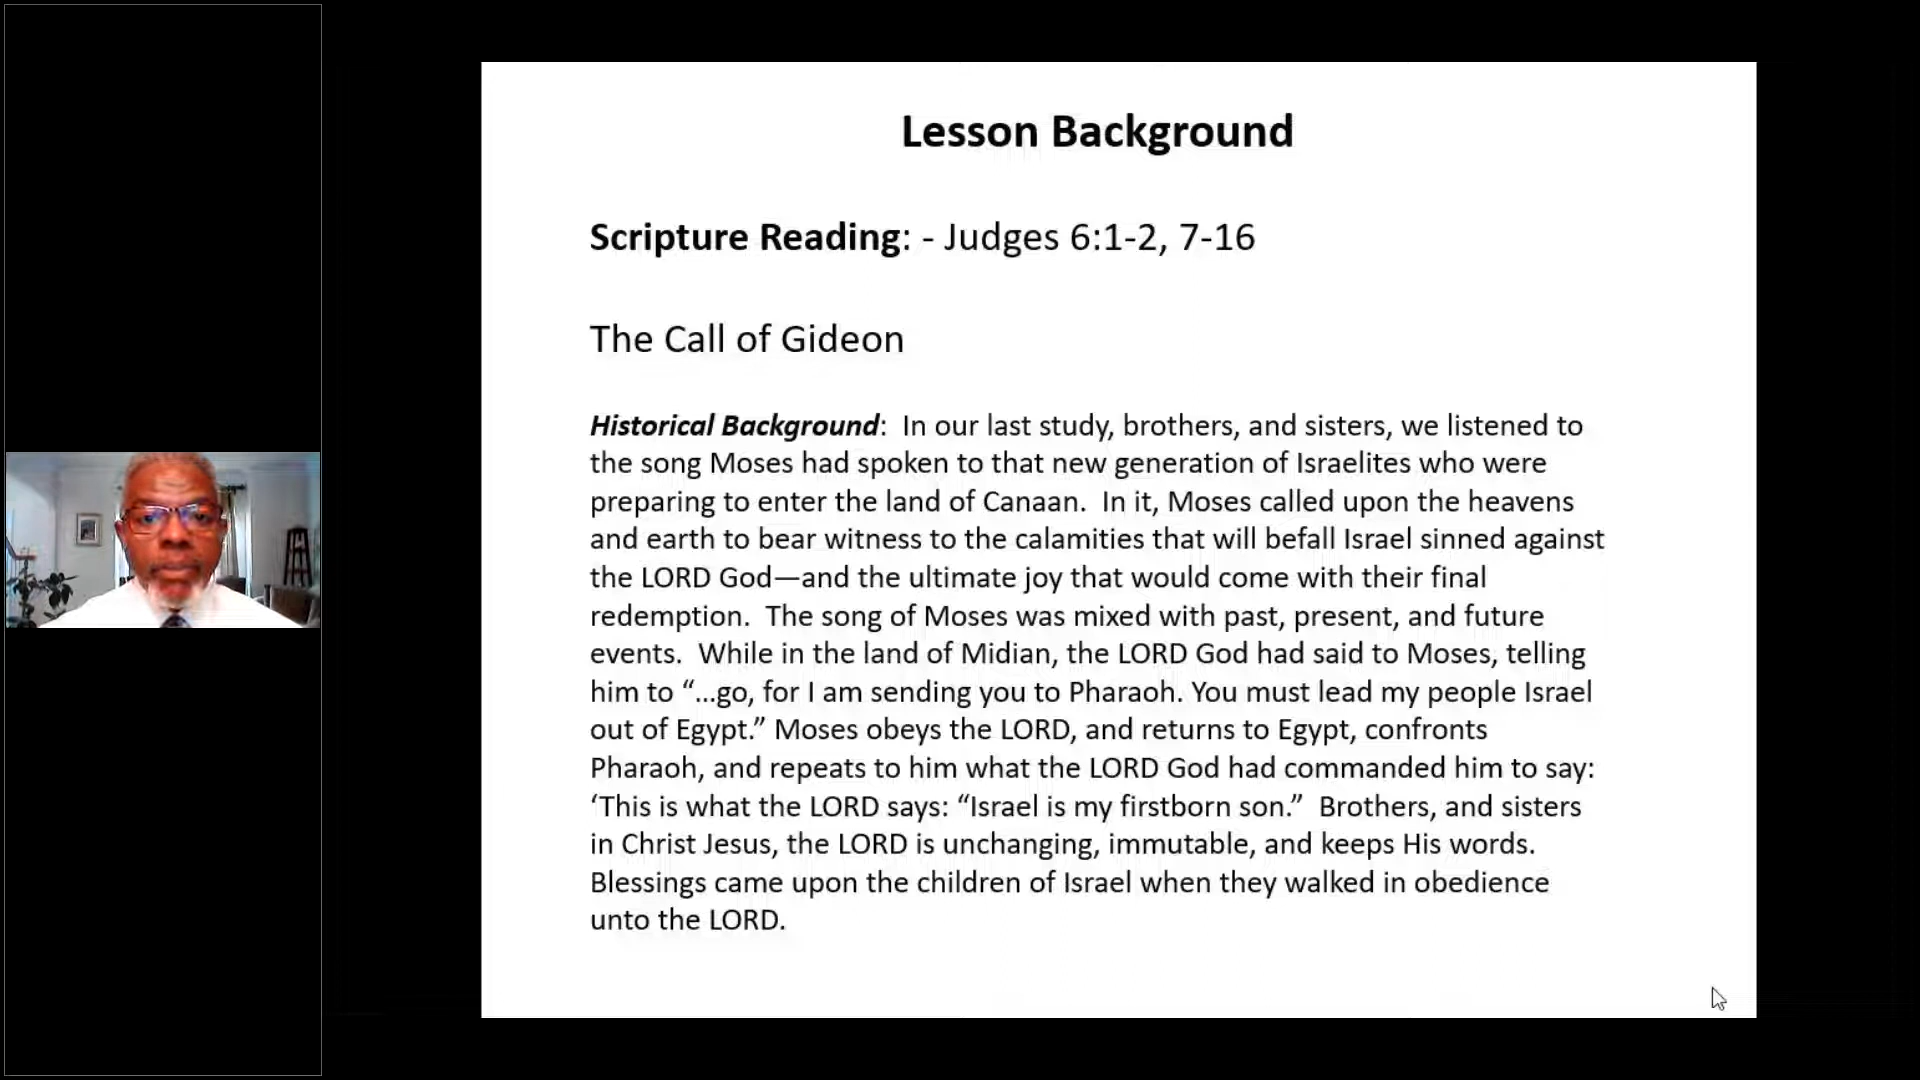 Lesson Background
Scripture Reading: - Judges 6:1-2, 7-16
The Call of Gideon
Historical Background:  In our last study, brothers, and sisters, we listened to
the song Moses had spoken to that new generation of Israelites who were
preparing to enter the land of Canaan.  In it, Moses called upon the heavens
and earth to bear witness to the calamities that will befall Israel sinned against
the LORD God—and the ultimate joy that would come with their final
redemption.  The song of Moses was mixed with past, present, and future
events.  While in the land of Midian, the LORD God had said to Moses, telling
him to “...go, for I am sending you to Pharaoh. You must lead my people Israel
out of Egypt.” Moses obeys the LORD, and returns to Egypt, confronts
Pharaoh, and repeats to him what the LORD God had commanded him to say:
‘This is what the LORD says: “Israel is my firstborn son.”  Brothers, and sisters
in Christ Jesus, the LORD is unchanging, immutable, and keeps His words.
Blessings came upon the children of Israel when they walked in obedience
unto the LORD.